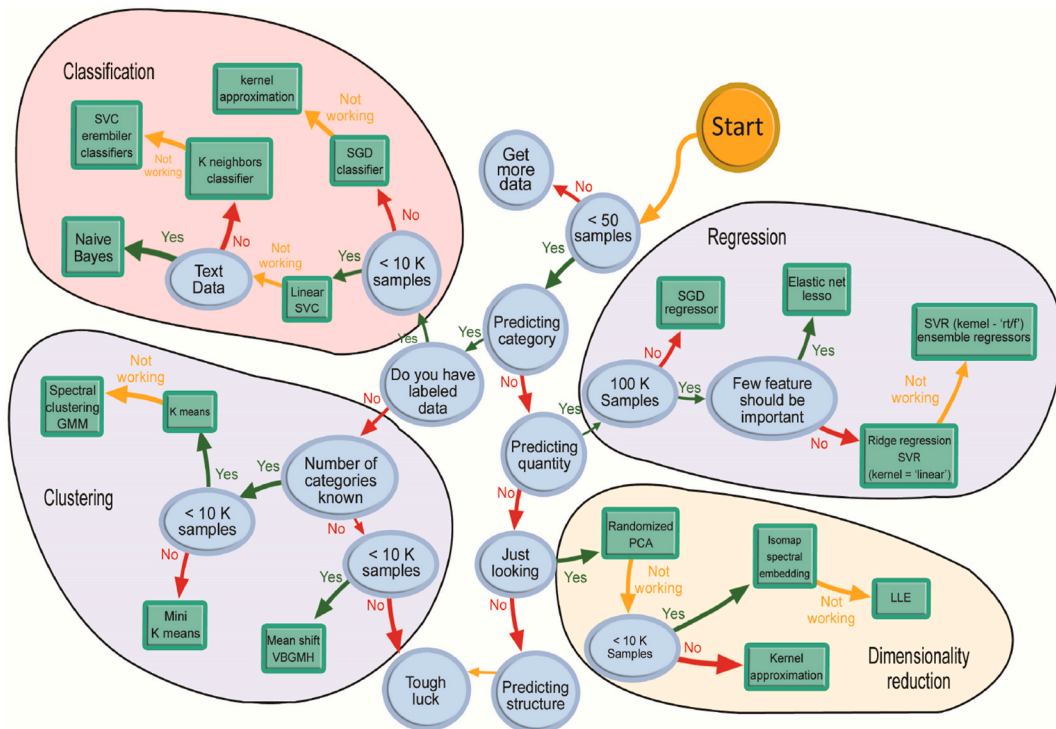 Classification
kernel
approximation
Not
working
SVC
erembiler
classifiers
Not
working
K neighbors
classifier
SGD
classifier
Start
Get
more
data
No
< 50
samples
Yes
Naive
Bayes
Yes
No
Text
Data
Not
working
Linear
SVC
Yes
No
< 10 K
samples
Yes
Predicting
category
Yes
No
Do you have
labeled
data
No
Regression
SGD
regressor
No
Elastic net
lesso
Yes
SVR (kernel - 'rt/f')
ensemble regressors
Not
working
100 K
Samples
Yes
Few feature
should be
important
No
Ridge regression
SVR
(kernel = 'linear')
Yes
Predicting
quantity
No
Clustering
Spectral
clustering
GMM
Not
working
K means
Yes
Yes
Number of
categories
known
No
< 10 K
samples
No
Mini
K means
< 10 K
samples
Yes
No
Mean shift
VBGMH
Just
looking
Yes
No
Tough
luck
Predicting
structure
Randomized
PCA
Not
working
< 10 K
Samples
Yes
No
Isomap
spectral
embedding
Not
working
LLE
Kernel
approximation
Dimensionality
reduction